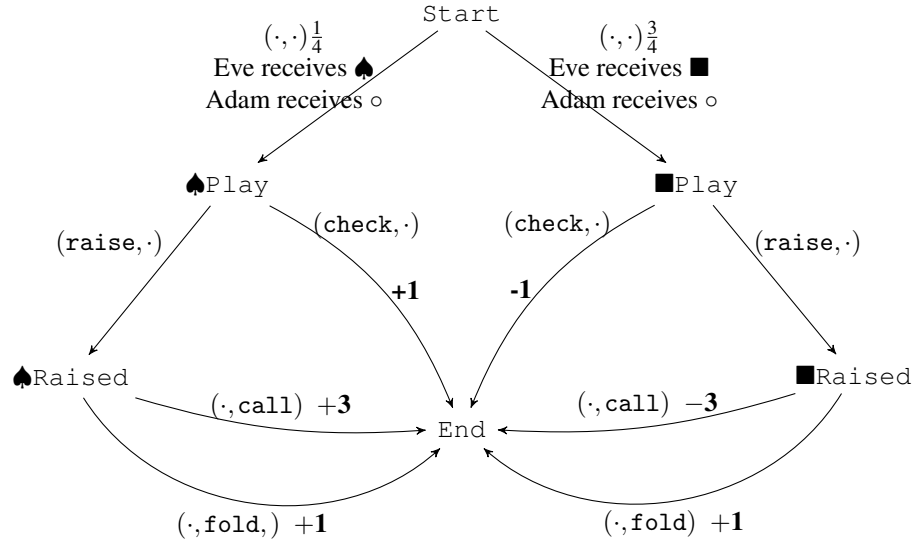 Start
(·,·)1/4
Eve receives ♠
Adam receives ○
(·,·)3/4
Eve receives ■
Adam receives ○
♠Play
■Play
(raise,·)
(check,·)
(check,·)
(raise,·)
+1
-1
♠Raised
■Raised
(·,call) +3
(·,call) −3
End
(·,fold,) +1
(·,fold) +1